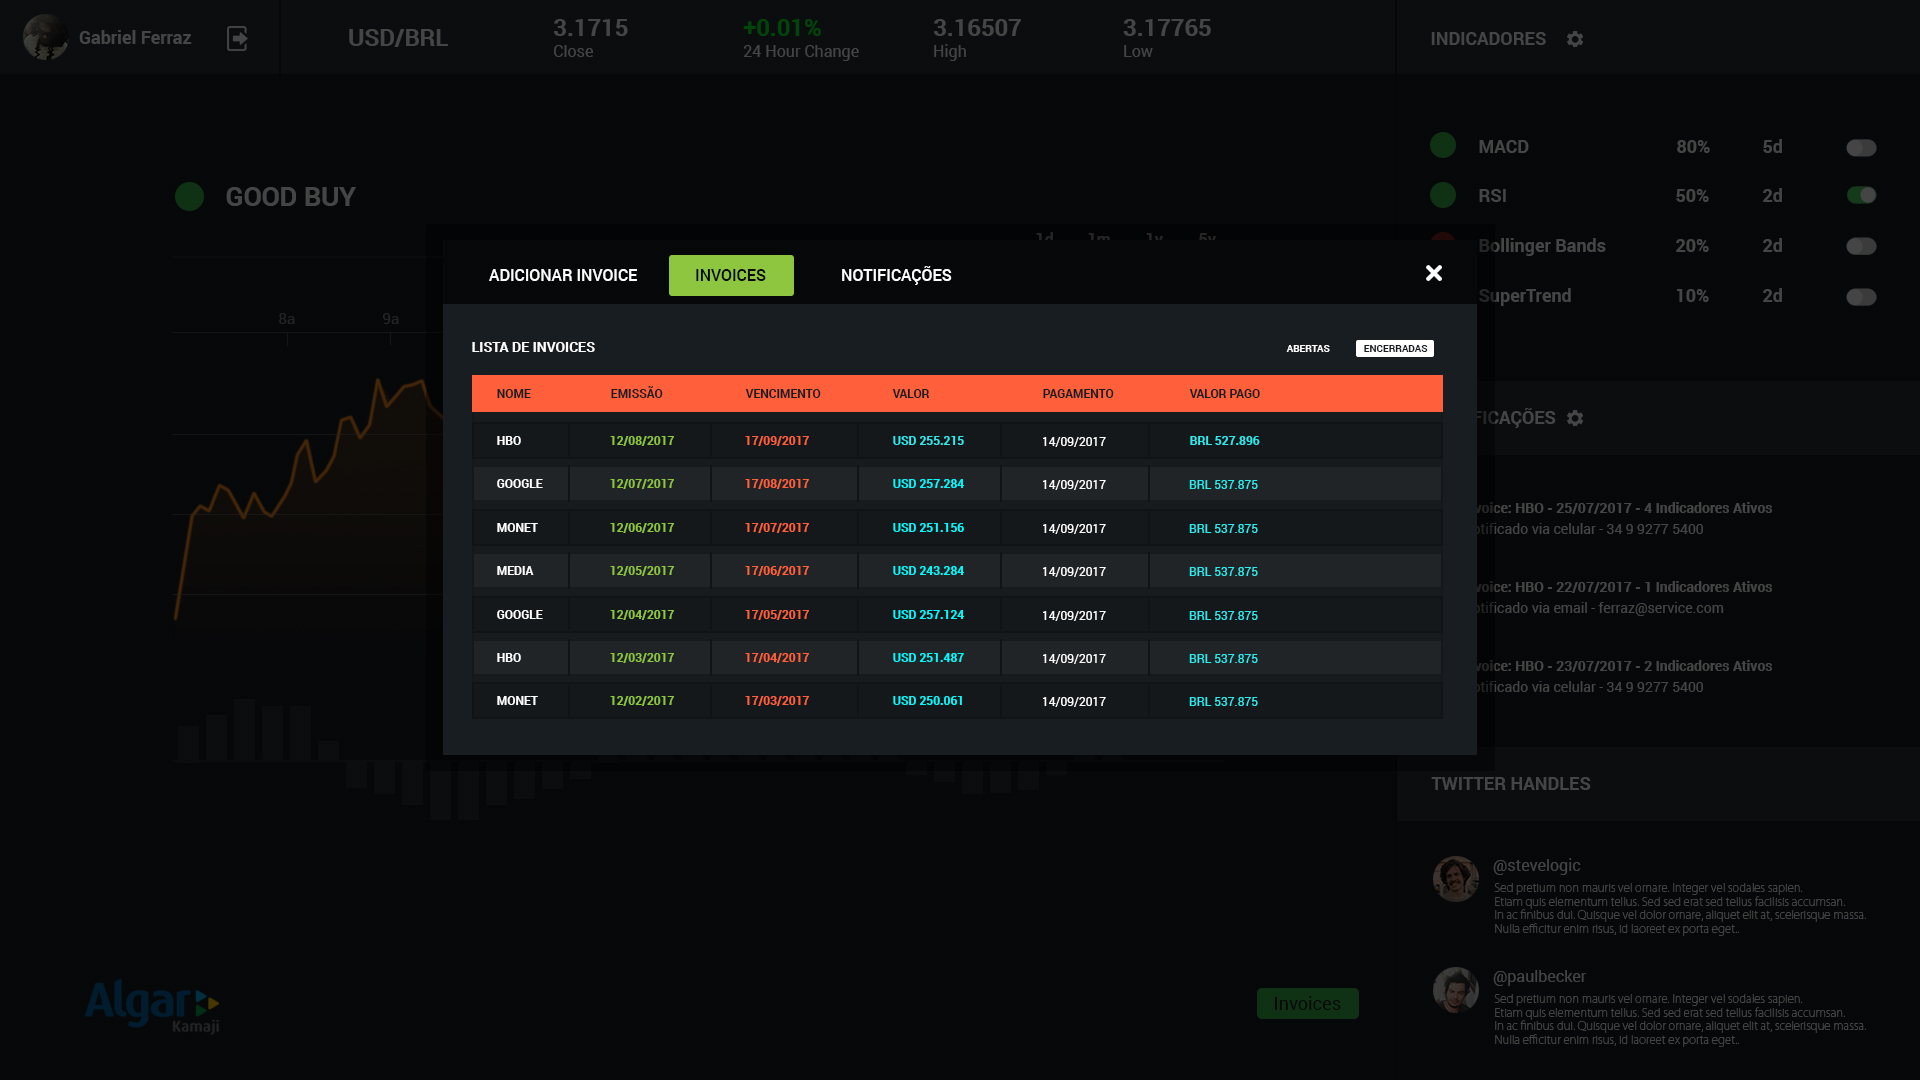 Gabriel Ferraz
USD/BRL
3.1715
Close
+0.01%
24 Hour Change
3.16507
High
3.17765
Low
INDICADORES
GOOD BUY
MACD 80% 5d
RSI 50% 2d
Bollinger Bands 20% 2d
SuperTrend 10% 2d
1d 1m 1y 5y
8a 9a
ADICIONAR INVOICE INVOICES NOTIFICAÇÕES
LISTA DE INVOICES ABERTAS ENCERRADAS
NOME EMISSÃO VENCIMENTO VALOR PAGAMENTO VALOR PAGO
HBO 12/08/2017 17/09/2017 USD 255.215 14/09/2017 BRL 527.896
GOOGLE 12/07/2017 17/08/2017 USD 257.284 14/09/2017 BRL 537.875
MONET 12/06/2017 17/07/2017 USD 251.156 14/09/2017 BRL 537.875
MEDIA 12/05/2017 17/06/2017 USD 243.284 14/09/2017 BRL 537.875
GOOGLE 12/04/2017 17/05/2017 USD 257.124 14/09/2017 BRL 537.875
HBO 12/03/2017 17/04/2017 USD 251.487 14/09/2017 BRL 537.875
MONET 12/02/2017 17/03/2017 USD 250.061 14/09/2017 BRL 537.875
FICAÇÕES
voice: HBO - 25/07/2017 - 4 Indicadores Ativos
otificado via celular - 34 9 9277 5400
voice: HBO - 22/07/2017 - 1 Indicadores Ativos
otificado via email - ferraz@service.com
voice: HBO - 23/07/2017 - 2 Indicadores Ativos
otificado via celular - 34 9 9277 5400
TWITTER HANDLES
@stevelogic
Sed pretium non mauris vel ornare. Integer vel sodales sapien.
Etiam quis elementum tellus. Sed sed erat sed tellus facilisis accumsan.
In ac finibus dui. Quisque vel dolor ornare, aliquet elit at, scelerisque massa.
Nulla efficitur enim risus, id laoreet ex porta eget..
@paulbecker
Sed pretium non mauris vel ornare. Integer vel sodales sapien.
Etiam quis elementum tellus. Sed sed erat sed tellus facilisis accumsan.
In ac finibus dui. Quisque vel dolor ornare, aliquet elit at, scelerisque massa.
Nulla efficitur enim risus, id laoreet ex porta eget..
Algar
Kamaji
Invoices